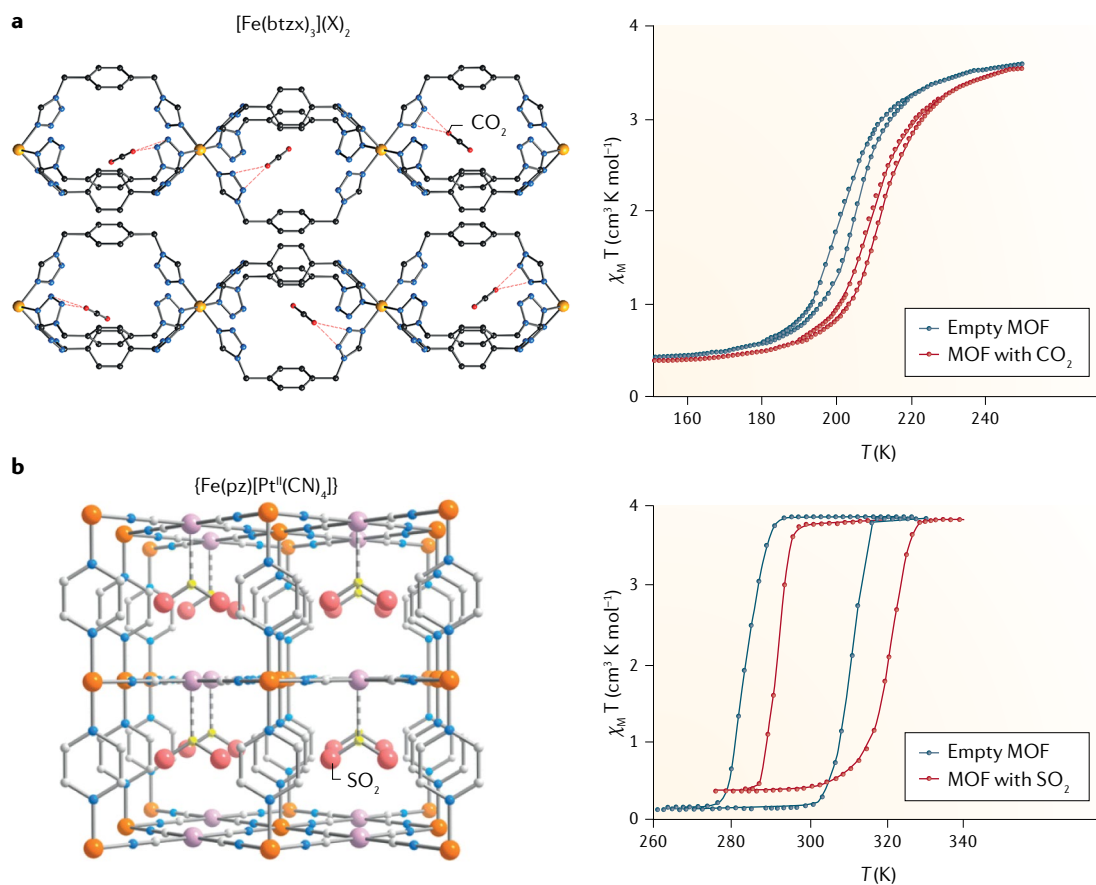 a
[Fe(btzx)₃](X)₂
CO₂
4
3
2
1
0
χM T (cm³ K mol⁻¹)
Empty MOF
MOF with CO₂
160 180 200 220 240
T (K)
b
{Fe(pz)[Ptᴵᴵ(CN)₄]}
SO₂
4
3
2
1
0
χM T (cm³ K mol⁻¹)
Empty MOF
MOF with SO₂
260 280 300 320 340
T (K)